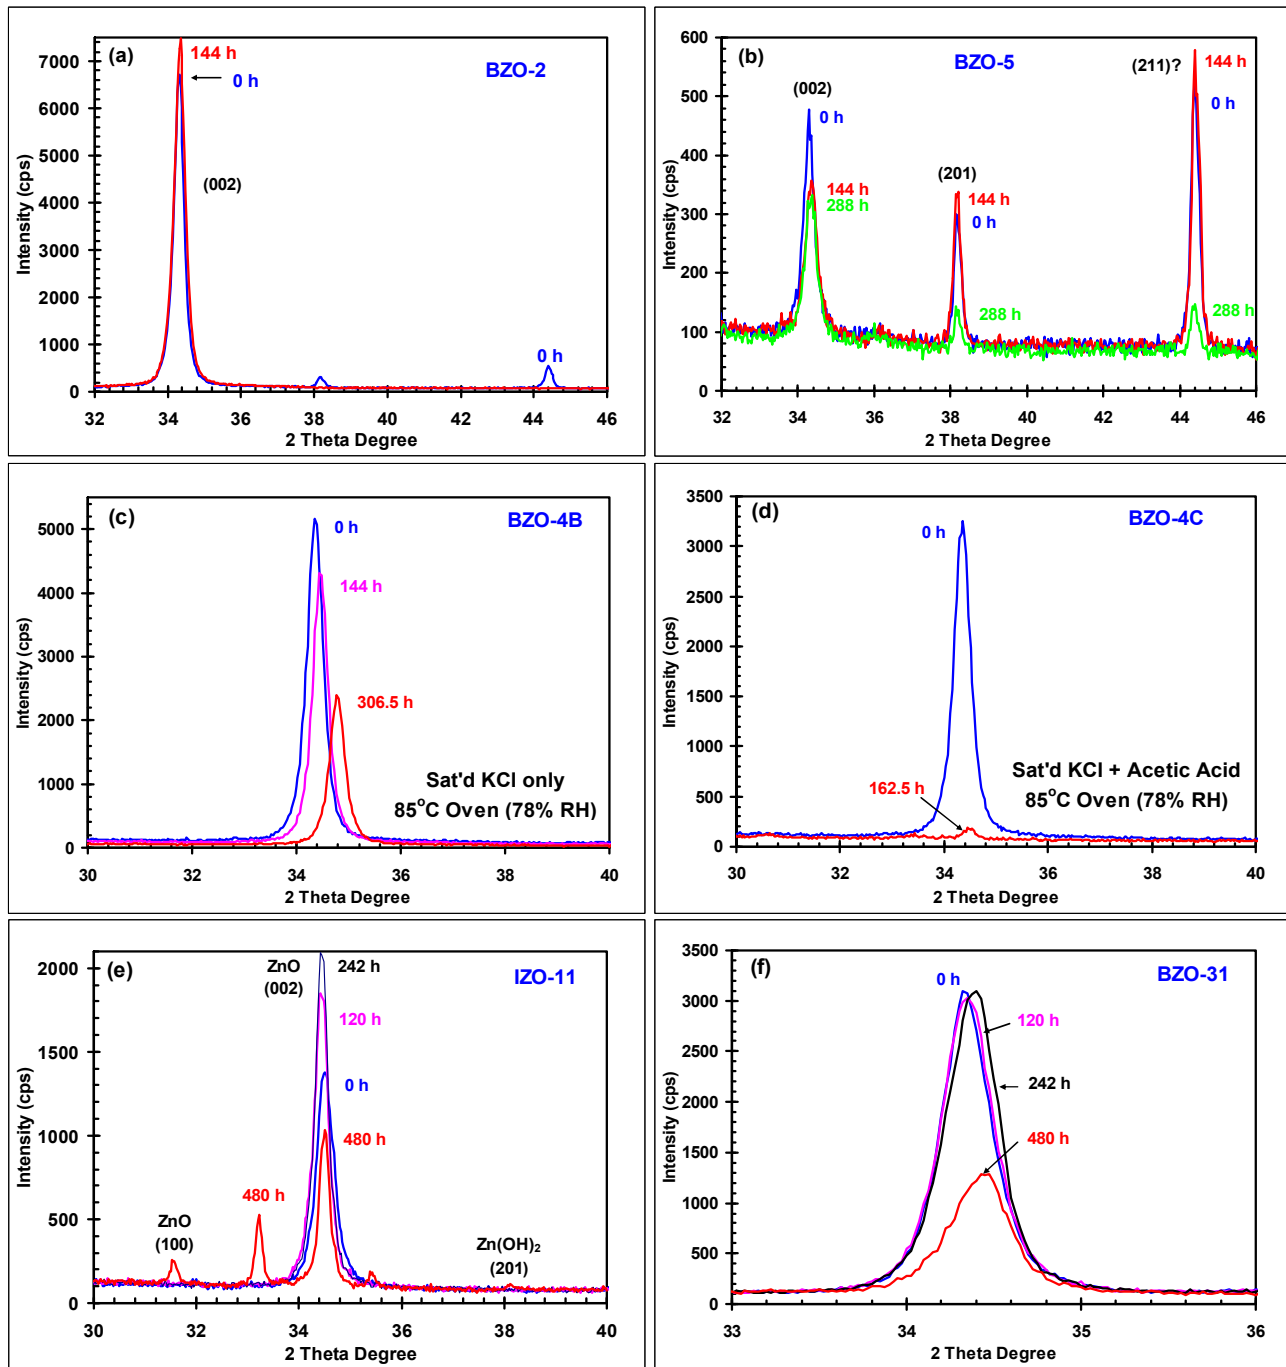 (a)
BZO-2
144 h
0 h
(002)
0 h
Intensity (cps)
7000
6000
5000
4000
3000
2000
1000
0
32 34 36 38 40 42 44 46
2 Theta Degree
(b)
BZO-5
(211)?
144 h
0 h
(002)
0 h
(201)
144 h
288 h
144 h
0 h
288 h
288 h
Intensity (cps)
600
500
400
300
200
100
0
32 34 36 38 40 42 44 46
2 Theta Degree
(c)
BZO-4B
0 h
144 h
306.5 h
Sat'd KCl only
85°C Oven (78% RH)
Intensity (cps)
5000
4000
3000
2000
1000
0
30 32 34 36 38 40
2 Theta Degree
(d)
BZO-4C
0 h
162.5 h
Sat'd KCl + Acetic Acid
85°C Oven (78% RH)
Intensity (cps)
3500
3000
2500
2000
1500
1000
500
0
30 32 34 36 38 40
2 Theta Degree
(e)
IZO-11
ZnO
(002)
242 h
120 h
0 h
480 h
480 h
ZnO
(100)
Zn(OH)₂
(201)
Intensity (cps)
2000
1500
1000
500
0
30 32 34 36 38 40
2 Theta Degree
(f)
BZO-31
0 h
120 h
242 h
480 h
Intensity (cps)
3500
3000
2500
2000
1500
1000
500
0
33 34 35 36
2 Theta Degree